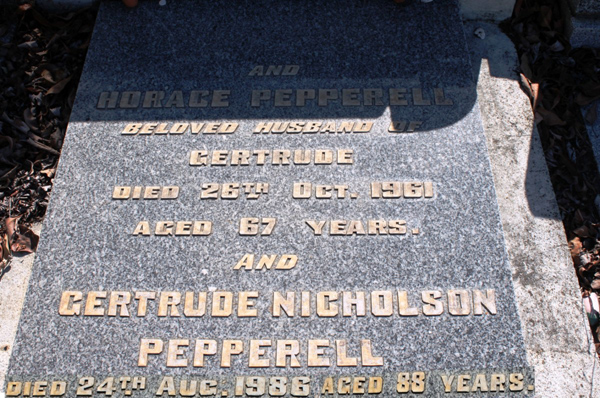 AND
HORACE PEPPERELL
BELOVED HUSBAND OF
GERTRUDE
DIED 26TH OCT. 1961
AGED 67 YEARS.
AND
GERTRUDE NICHOLSON
PEPPERELL
DIED 24TH AUG. 1986 AGED 88 YEARS.